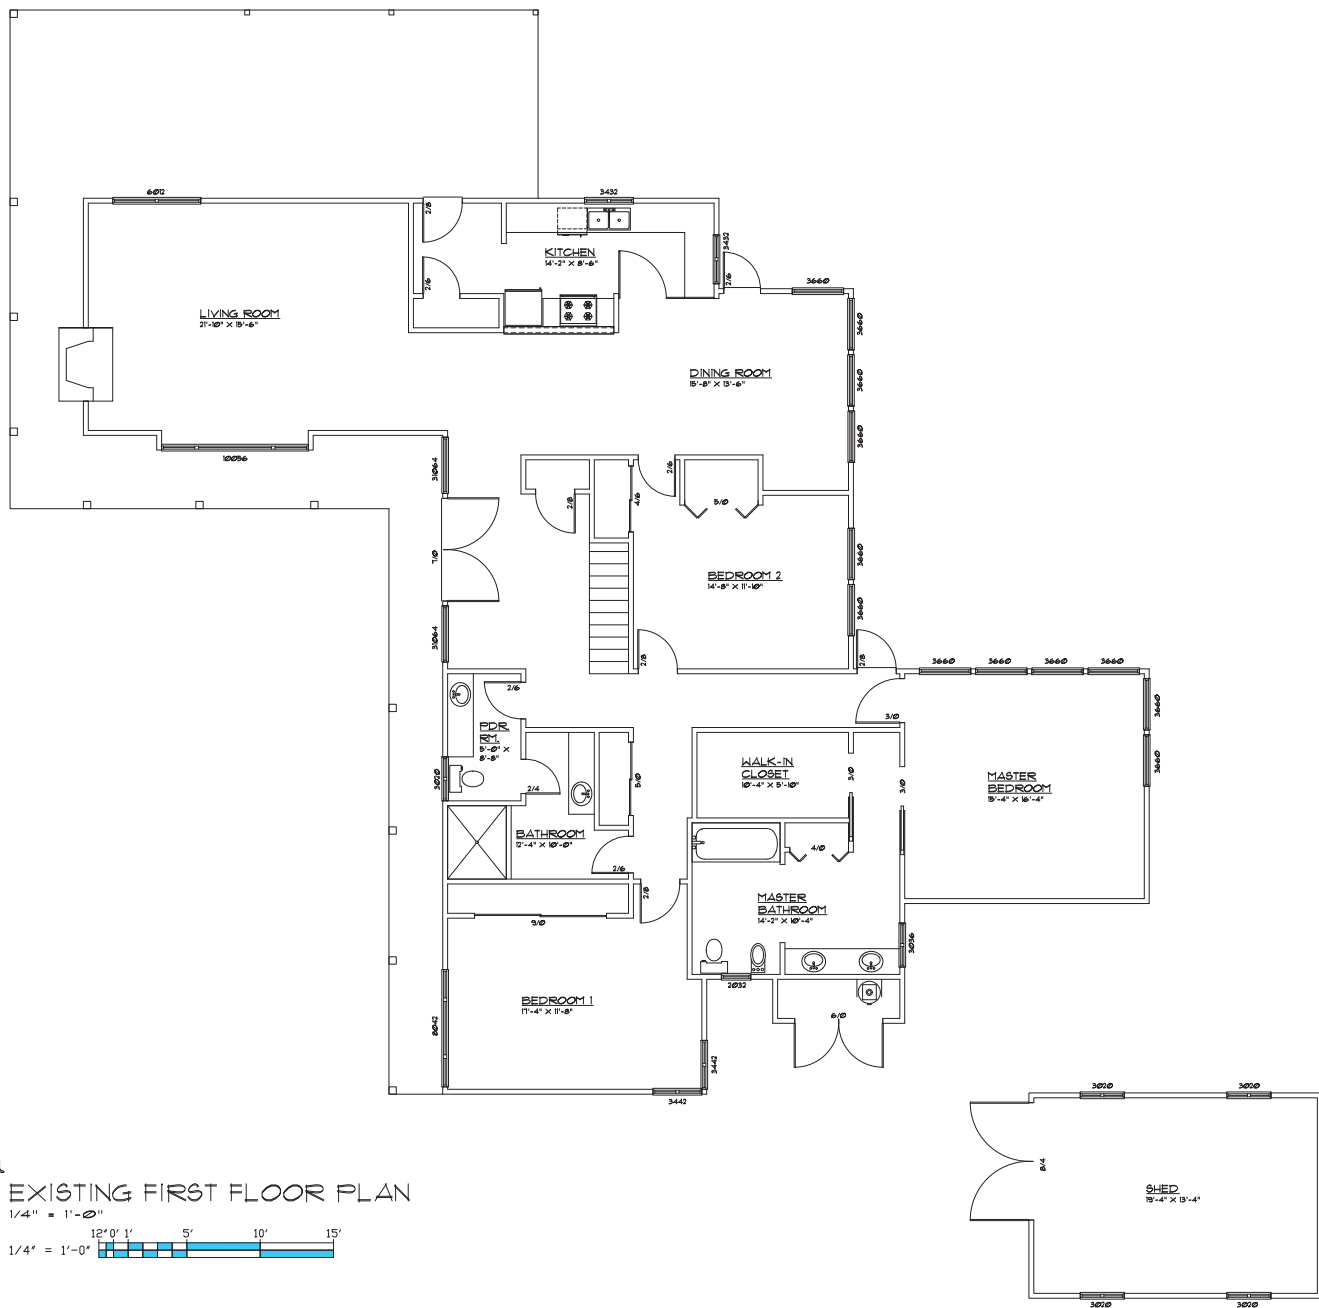 6012
3432
2/8
KITCHEN
14'-2" X 8'-6"
3432
2/6
2/6
3660
LIVING ROOM
21'-10" X 15'-6"
3660
DINING ROOM
15'-8" X 13'-6"
3660
3660
10056
31064
2/6
4/6
5/0
2/8
7/0
BEDROOM 2
14'-8" X 11'-10"
3660
3660
31064
2/8
2/8
3660
3660
3660
3660
2/6
3/0
3660
PDR.
RM.
5'-0" X
8'-8"
3020
2/4
5/0
WALK-IN
CLOSET
10'-4" X 5'-10"
3/0
3/0
3660
MASTER
BEDROOM
15'-4" X 16'-4"
BATHROOM
12'-4" X 10'-0"
2/6
4/0
2/8
MASTER
BATHROOM
14'-2" X 10'-4"
9/0
3036
2032
BEDROOM 1
17'-4" X 11'-8"
8042
6/0
3442
3442
3020
3020
8/4
SHED
19'-4" X 13'-4"
3020
3020
EXISTING FIRST FLOOR PLAN
1/4" = 1'-0"
12" 0' 1' 5' 10' 15'
1/4" = 1'-0"